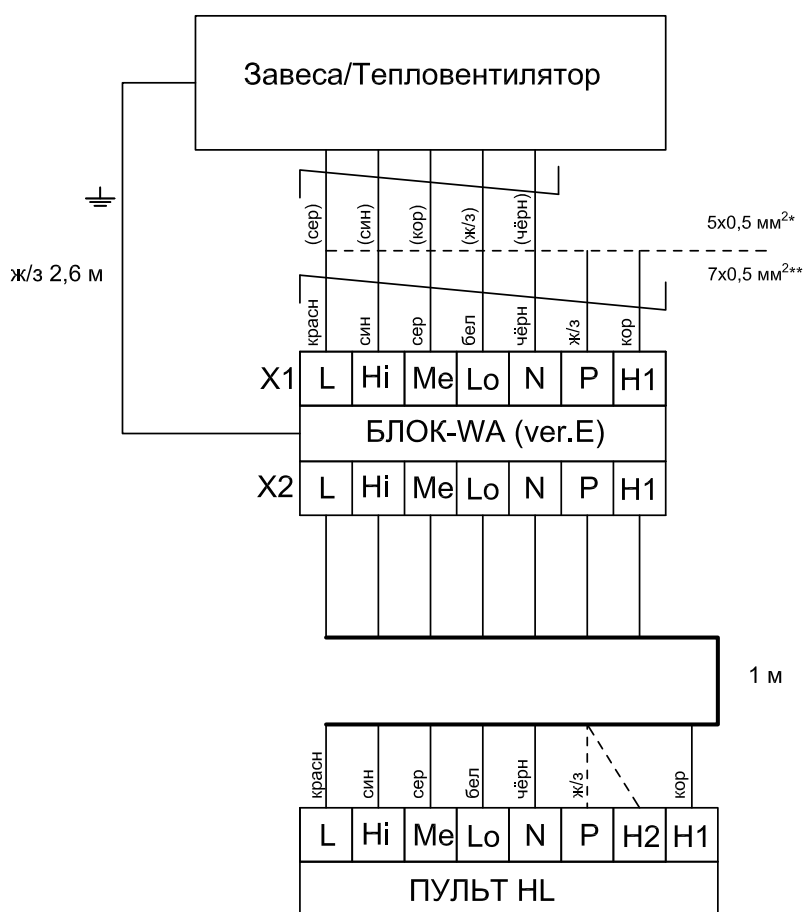 Завеса/Тепловентилятор
(сер) (син) (кор) (ж/з) (чёрн)
5х0,5 мм²*
ж/з 2,6 м
7х0,5 мм²**
красн син сер бел чёрн ж/з кор
X1 L Hi Me Lo N P H1
БЛОК-WA (ver.E)
X2 L Hi Me Lo N P H1
1 м
красн син сер бел чёрн ж/з кор
L Hi Me Lo N P H2 H1
ПУЛЬТ HL